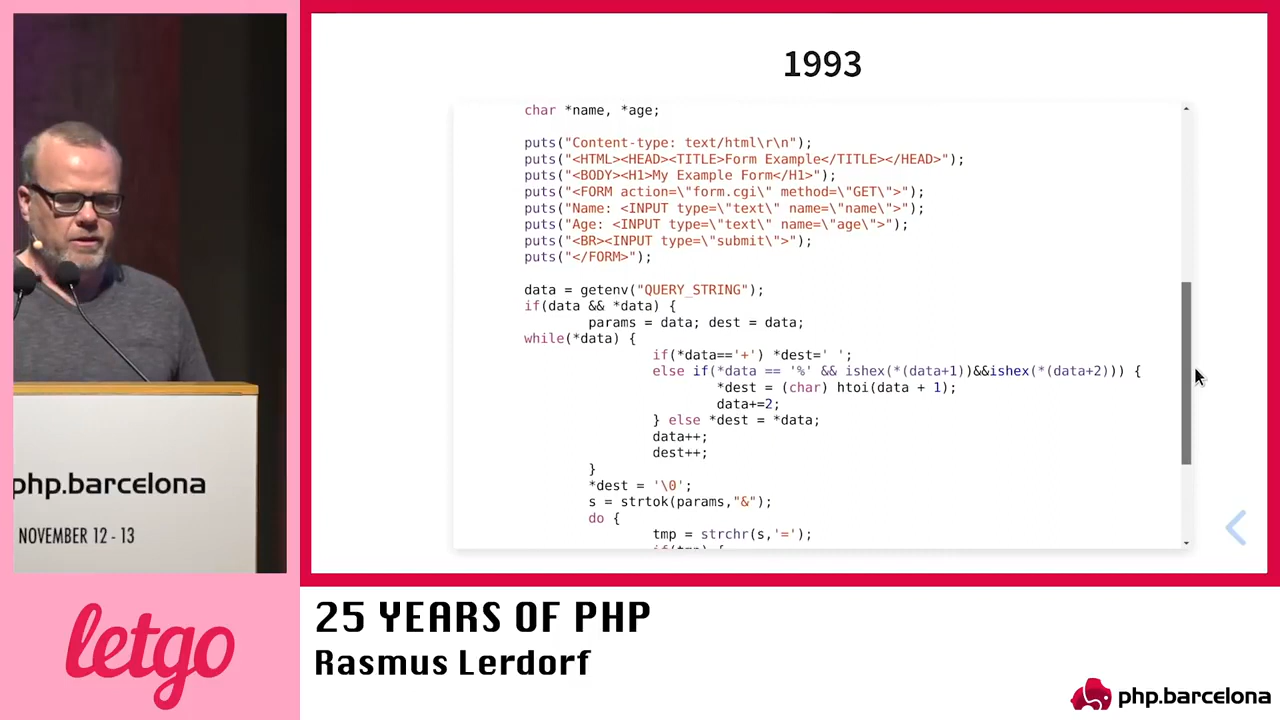 1993
char *name, *age;
puts("Content-type: text/html\r\n");
puts("<HTML><HEAD><TITLE>Form Example</TITLE></HEAD>");
puts("<BODY><H1>My Example Form</H1>");
puts("<FORM action=\"form.cgi\" method=\"GET\">");
puts("Name: <INPUT type=\"text\" name=\"name\">");
puts("Age: <INPUT type=\"text\" name=\"age\">");
puts("<BR><INPUT type=\"submit\">");
puts("</FORM>");
data = getenv("QUERY_STRING");
if(data && *data) {
params = data; dest = data;
while(*data) {
if(*data=='+') *dest=' ';
else if(*data == '%' && ishex(*(data+1))&&ishex(*(data+2))) {
*dest = (char) htoi(data + 1);
data+=2;
} else *dest = *data;
data++;
dest++;
}
*dest = '\0';
s = strtok(params,"&");
do {
tmp = strchr(s,'=');
if(tmp) {
php.barcelona
NOVEMBER 12 - 13
letgo
25 YEARS OF PHP
Rasmus Lerdorf
php.barcelona